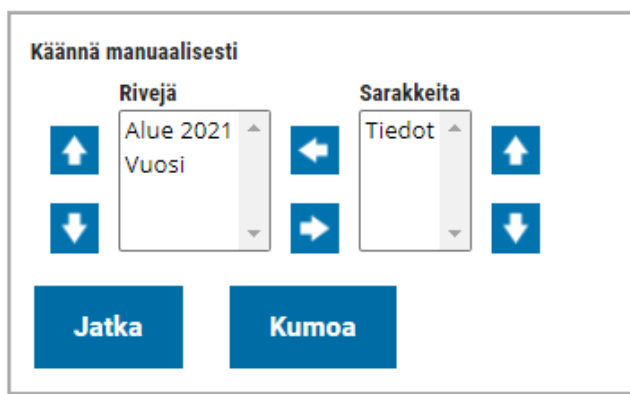 Käännä manuaalisesti
Rivejä Sarakkeita
Alue 2021 Tiedot
Vuosi
Jatka Kumoa